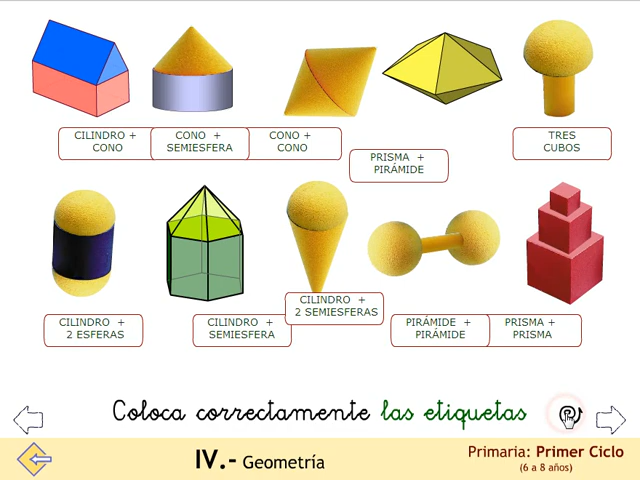 CILINDRO +
CONO
CONO +
SEMIESFERA
CONO +
CONO
PRISMA +
PIRÁMIDE
TRES
CUBOS
CILINDRO +
2 ESFERAS
CILINDRO +
SEMIESFERA
CILINDRO +
2 SEMIESFERAS
PIRÁMIDE +
PIRÁMIDE
PRISMA +
PRISMA
Coloca correctamente las etiquetas
IV.- Geometría
Primaria: Primer Ciclo
(6 a 8 años)